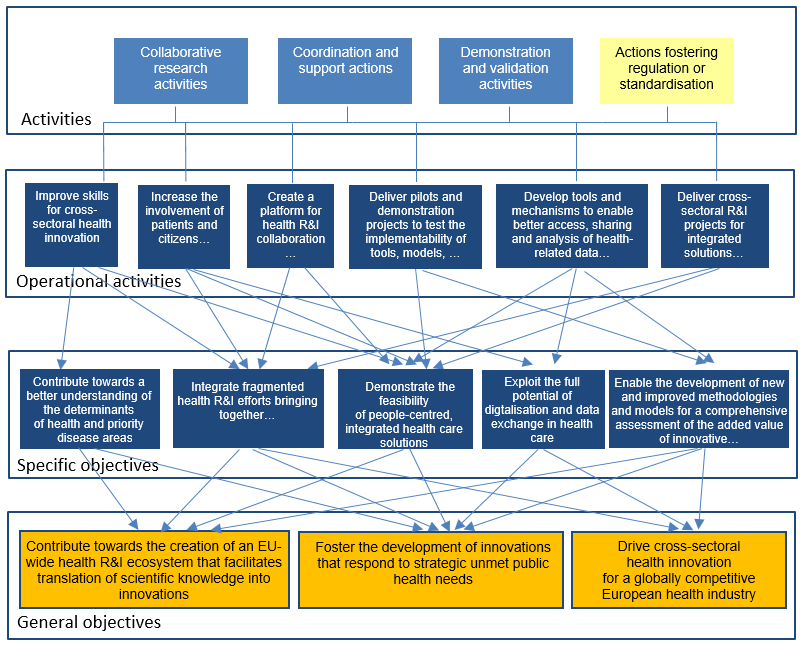 Collaborative
research
activities
Coordination and
support actions
Demonstration
and validation
activities
Actions fostering
regulation or
standardisation
Activities
Improve skills
for cross-
sectoral health
innovation
Increase the
involvement of
patients and
citizens…
Create a
platform for
health R&I
collaboration
…
Deliver pilots and
demonstration
projects to test the
implementability of
tools, models, …
Develop tools and
mechanisms to enable
better access, sharing
and analysis of health-
related data…
Deliver cross-
sectoral R&I
projects for
integrated
solutions…
Operational activities
Contribute towards a
better understanding of
the determinants
of health and priority
disease areas
Integrate fragmented
health R&I efforts bringing
together…
Demonstrate the
feasibility
of people-centred,
integrated health care
solutions
Exploit the full
potential of
digtalisation and data
exchange in health
care
Enable the development of new
and improved methodologies
and models for a comprehensive
assessment of the added value
of innovative…
Specific objectives
Contribute towards the creation of an EU-
wide health R&I ecosystem that facilitates
translation of scientific knowledge into
innovations
Foster the development of innovations
that respond to strategic unmet public
health needs
Drive cross-sectoral
health innovation
for a globally competitive
European health industry
General objectives